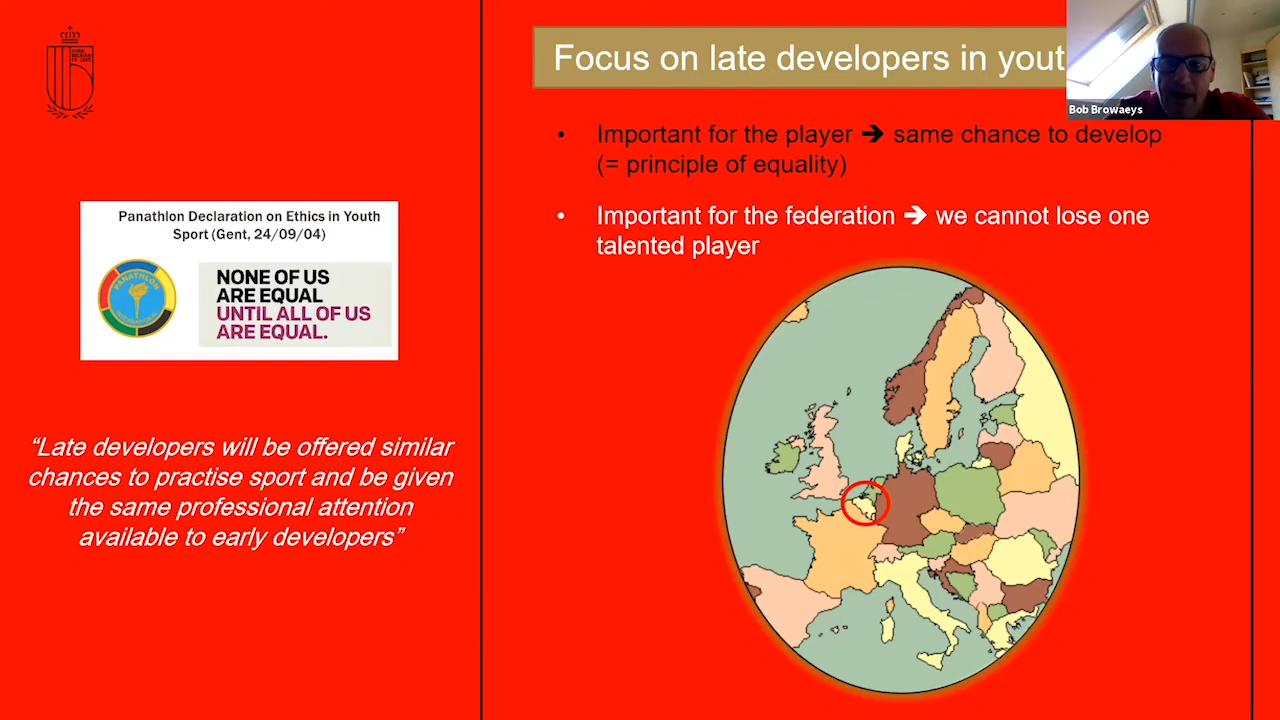 Focus on late developers in yout
Bob Browaeys
• Important for the player ➔ same chance to develop
(= principle of equality)
• Important for the federation ➔ we cannot lose one
talented player
Panathlon Declaration on Ethics in Youth
Sport (Gent, 24/09/04)
PANATHLON
INTERNATIONAL
NONE OF US
ARE EQUAL
UNTIL ALL OF US
ARE EQUAL.
“Late developers will be offered similar
chances to practise sport and be given
the same professional attention
available to early developers”